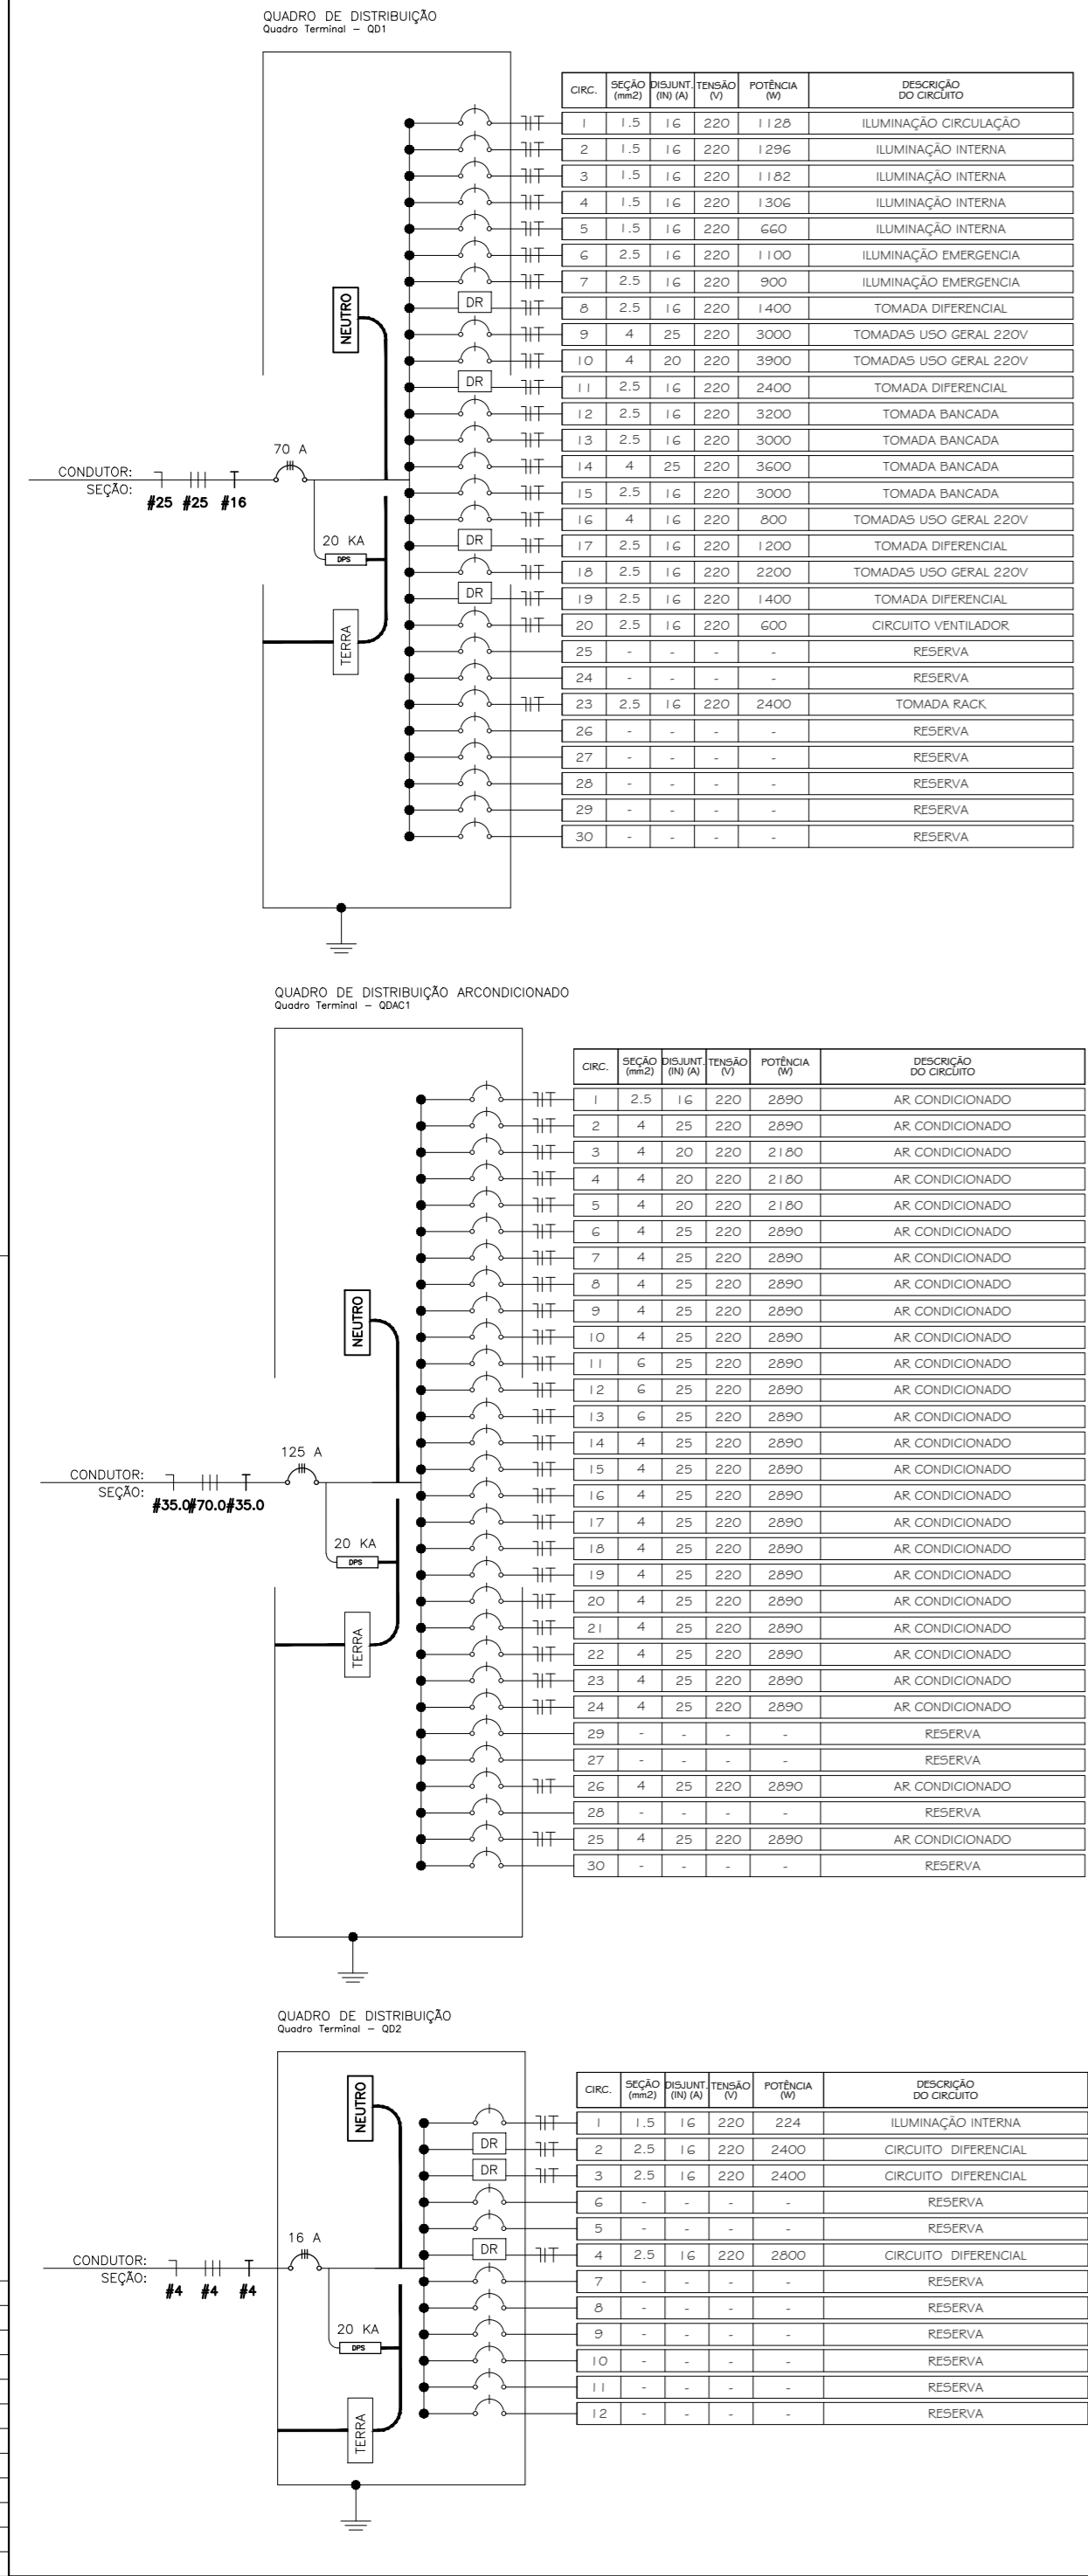 QUADRO DE DISTRIBUIÇÃO
Quadro Terminal – QD1
CIRC. SEÇÃO (mm2) DISJUNT. (IN) (A) TENSÃO (V) POTÊNCIA (W) DESCRIÇÃO DO CIRCUITO
1 1.5 16 220 1128 ILUMINAÇÃO CIRCULAÇÃO
2 1.5 16 220 1296 ILUMINAÇÃO INTERNA
3 1.5 16 220 1182 ILUMINAÇÃO INTERNA
4 1.5 16 220 1306 ILUMINAÇÃO INTERNA
5 1.5 16 220 660 ILUMINAÇÃO INTERNA
6 2.5 16 220 1100 ILUMINAÇÃO EMERGENCIA
7 2.5 16 220 900 ILUMINAÇÃO EMERGENCIA
DR 8 2.5 16 220 1400 TOMADA DIFERENCIAL
9 4 25 220 3000 TOMADAS USO GERAL 220V
10 4 20 220 3900 TOMADAS USO GERAL 220V
DR 11 2.5 16 220 2400 TOMADA DIFERENCIAL
12 2.5 16 220 3200 TOMADA BANCADA
13 2.5 16 220 3000 TOMADA BANCADA
14 4 25 220 3600 TOMADA BANCADA
15 2.5 16 220 3000 TOMADA BANCADA
16 4 16 220 800 TOMADAS USO GERAL 220V
DR 17 2.5 16 220 1200 TOMADA DIFERENCIAL
18 2.5 16 220 2200 TOMADAS USO GERAL 220V
DR 19 2.5 16 220 1400 TOMADA DIFERENCIAL
20 2.5 16 220 600 CIRCUITO VENTILADOR
25 - - - - RESERVA
24 - - - - RESERVA
23 2.5 16 220 2400 TOMADA RACK
26 - - - - RESERVA
27 - - - - RESERVA
28 - - - - RESERVA
29 - - - - RESERVA
30 - - - - RESERVA
NEUTRO
70 A
CONDUTOR:
SEÇÃO:
#25 #25 #16
20 KA
DPS
TERRA
QUADRO DE DISTRIBUIÇÃO ARCONDICIONADO
Quadro Terminal – QDAC1
CIRC. SEÇÃO (mm2) DISJUNT. (IN) (A) TENSÃO (V) POTÊNCIA (W) DESCRIÇÃO DO CIRCUITO
1 2.5 16 220 2890 AR CONDICIONADO
2 4 25 220 2890 AR CONDICIONADO
3 4 20 220 2180 AR CONDICIONADO
4 4 20 220 2180 AR CONDICIONADO
5 4 20 220 2180 AR CONDICIONADO
6 4 25 220 2890 AR CONDICIONADO
7 4 25 220 2890 AR CONDICIONADO
8 4 25 220 2890 AR CONDICIONADO
9 4 25 220 2890 AR CONDICIONADO
10 4 25 220 2890 AR CONDICIONADO
11 6 25 220 2890 AR CONDICIONADO
12 6 25 220 2890 AR CONDICIONADO
13 6 25 220 2890 AR CONDICIONADO
14 4 25 220 2890 AR CONDICIONADO
15 4 25 220 2890 AR CONDICIONADO
16 4 25 220 2890 AR CONDICIONADO
17 4 25 220 2890 AR CONDICIONADO
18 4 25 220 2890 AR CONDICIONADO
19 4 25 220 2890 AR CONDICIONADO
20 4 25 220 2890 AR CONDICIONADO
21 4 25 220 2890 AR CONDICIONADO
22 4 25 220 2890 AR CONDICIONADO
23 4 25 220 2890 AR CONDICIONADO
24 4 25 220 2890 AR CONDICIONADO
29 - - - - RESERVA
27 - - - - RESERVA
26 4 25 220 2890 AR CONDICIONADO
28 - - - - RESERVA
25 4 25 220 2890 AR CONDICIONADO
30 - - - - RESERVA
NEUTRO
125 A
CONDUTOR:
SEÇÃO:
#35.0 #70.0 #35.0
20 KA
DPS
TERRA
QUADRO DE DISTRIBUIÇÃO
Quadro Terminal – QD2
CIRC. SEÇÃO (mm2) DISJUNT. (IN) (A) TENSÃO (V) POTÊNCIA (W) DESCRIÇÃO DO CIRCUITO
1 1.5 16 220 224 ILUMINAÇÃO INTERNA
DR 2 2.5 16 220 2400 CIRCUITO DIFERENCIAL
DR 3 2.5 16 220 2400 CIRCUITO DIFERENCIAL
6 - - - - RESERVA
5 - - - - RESERVA
DR 4 2.5 16 220 2800 CIRCUITO DIFERENCIAL
7 - - - - RESERVA
8 - - - - RESERVA
9 - - - - RESERVA
10 - - - - RESERVA
11 - - - - RESERVA
12 - - - - RESERVA
NEUTRO
16 A
CONDUTOR:
SEÇÃO:
#4 #4 #4
20 KA
DPS
TERRA